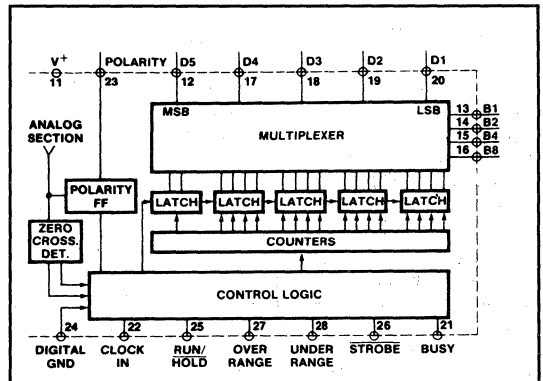 V+ POLARITY D5 D4 D3 D2 D1
11 23 12 17 18 19 20
MSB LSB
MULTIPLEXER
13 B1
14 B2
15 B4
16 B8
ANALOG
SECTION
POLARITY
FF
LATCH LATCH LATCH LATCH LATCH
ZERO
CROSS.
DET.
COUNTERS
CONTROL LOGIC
24 22 25 27 28 26 21
DIGITAL GND CLOCK IN RUN/HOLD OVER RANGE UNDER RANGE STROBE BUSY